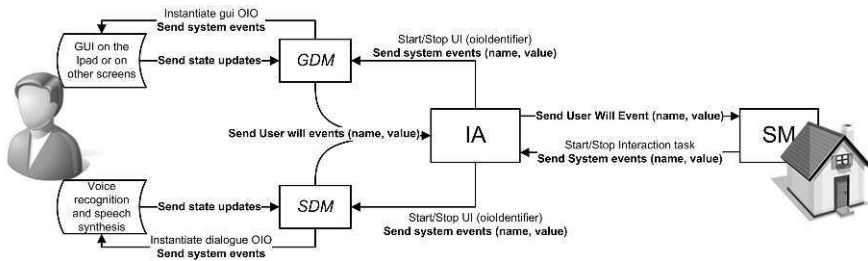 Instantiate gui OIO
Send system events
GUI on the
Ipad or on
other screens
Send state updates
GDM
Start/Stop UI (oioIdentifier)
Send system events (name, value)
Send User will events (name, value)
IA
Send User Will Event (name, value)
Start/Stop Interaction task
Send System events (name, value)
SM
Voice
recognition
and speech
synthesis
Send state updates
SDM
Start/Stop UI (oioIdentifier)
Send system events (name, value)
Instantiate dialogue OIO
Send system events